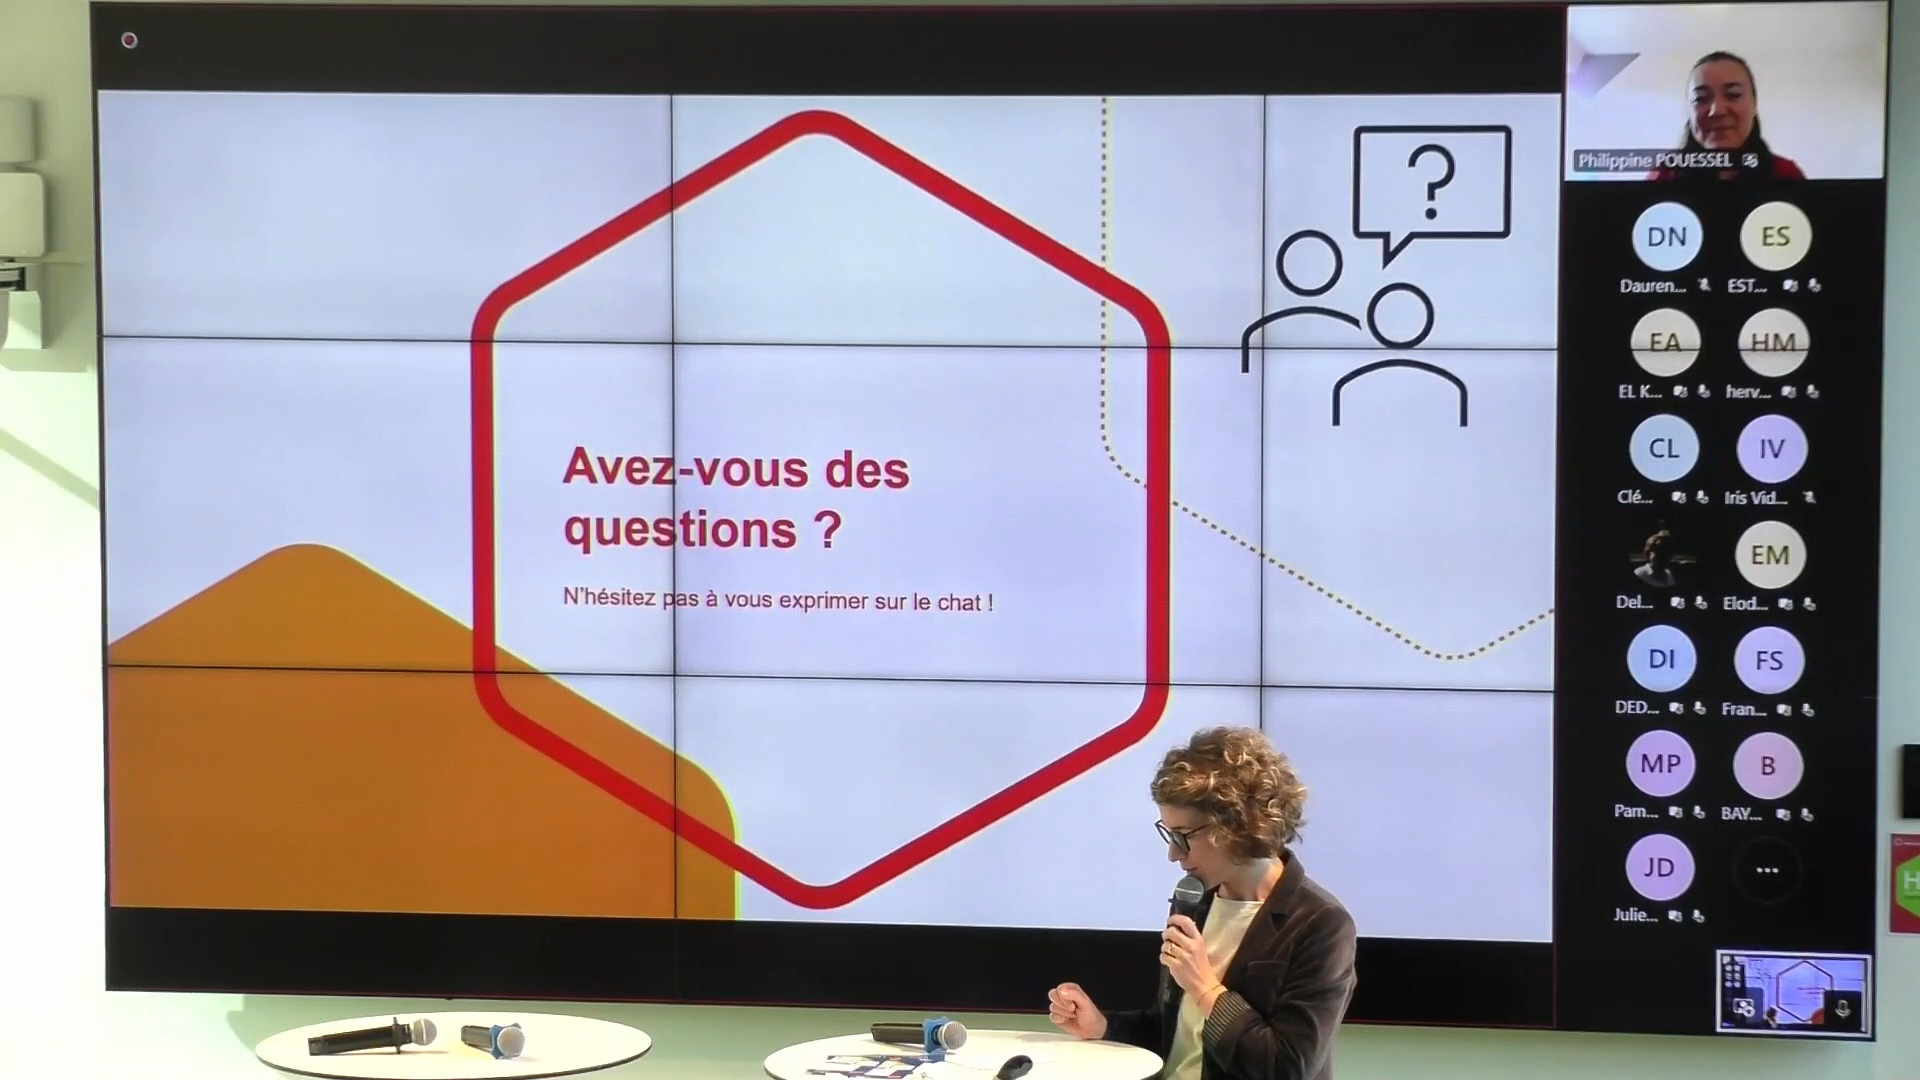 Avez-vous des
questions ?
N'hésitez pas à vous exprimer sur le chat !
?
Philippine POUESSEL
DN
ES
Dauren...
EST...
EA
HM
EL K...
herv...
CL
IV
Clé...
Iris Vid...
EM
Del...
Elod...
DI
FS
DED...
Fran...
MP
B
Pam...
BAY...
JD
...
Julie...
H